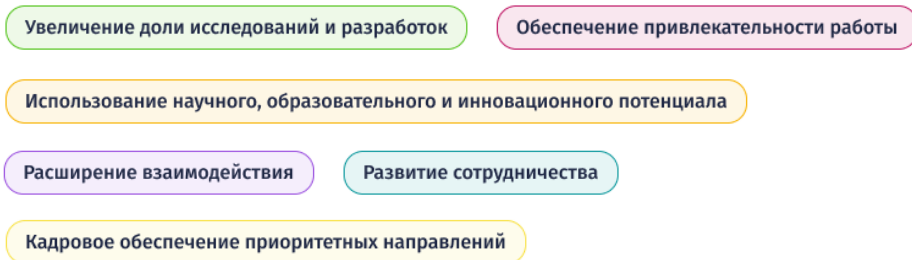 Увеличение доли исследований и разработок
Обеспечение привлекательности работы
Использование научного, образовательного и инновационного потенциала
Расширение взаимодействия
Развитие сотрудничества
Кадровое обеспечение приоритетных направлений